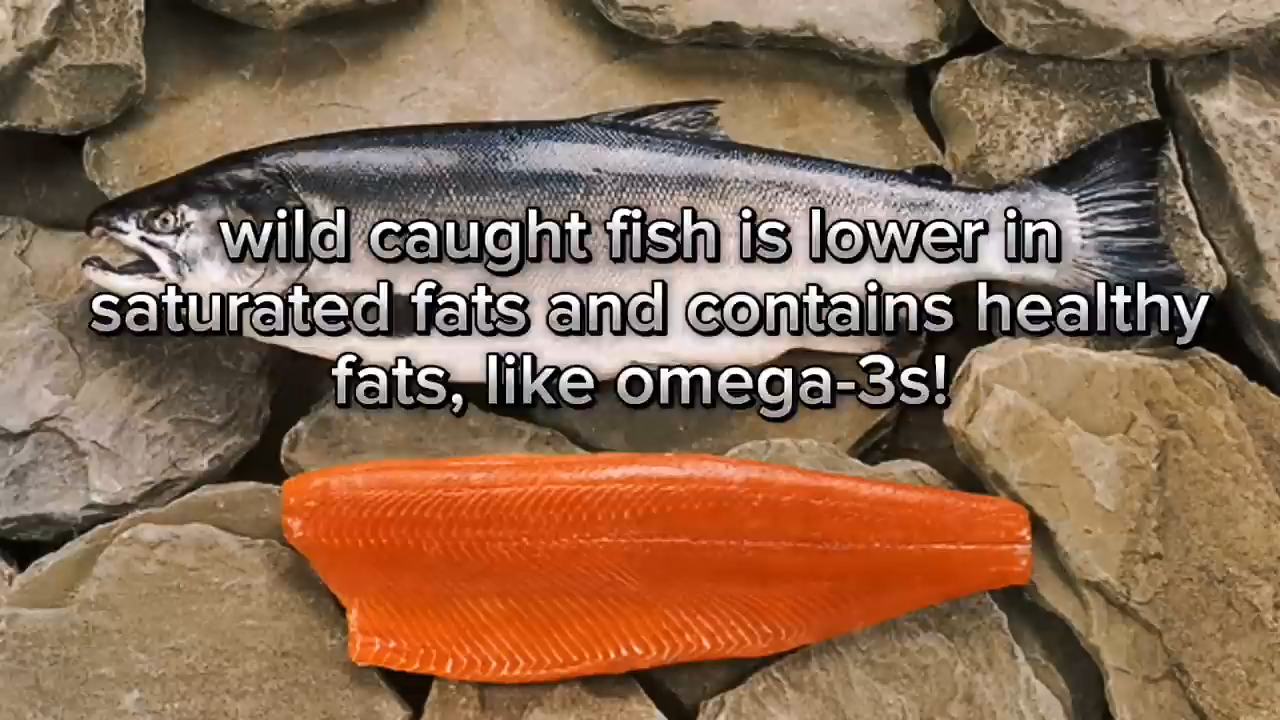 wild caught fish is lower in
saturated fats and contains healthy
fats, like omega-3s!